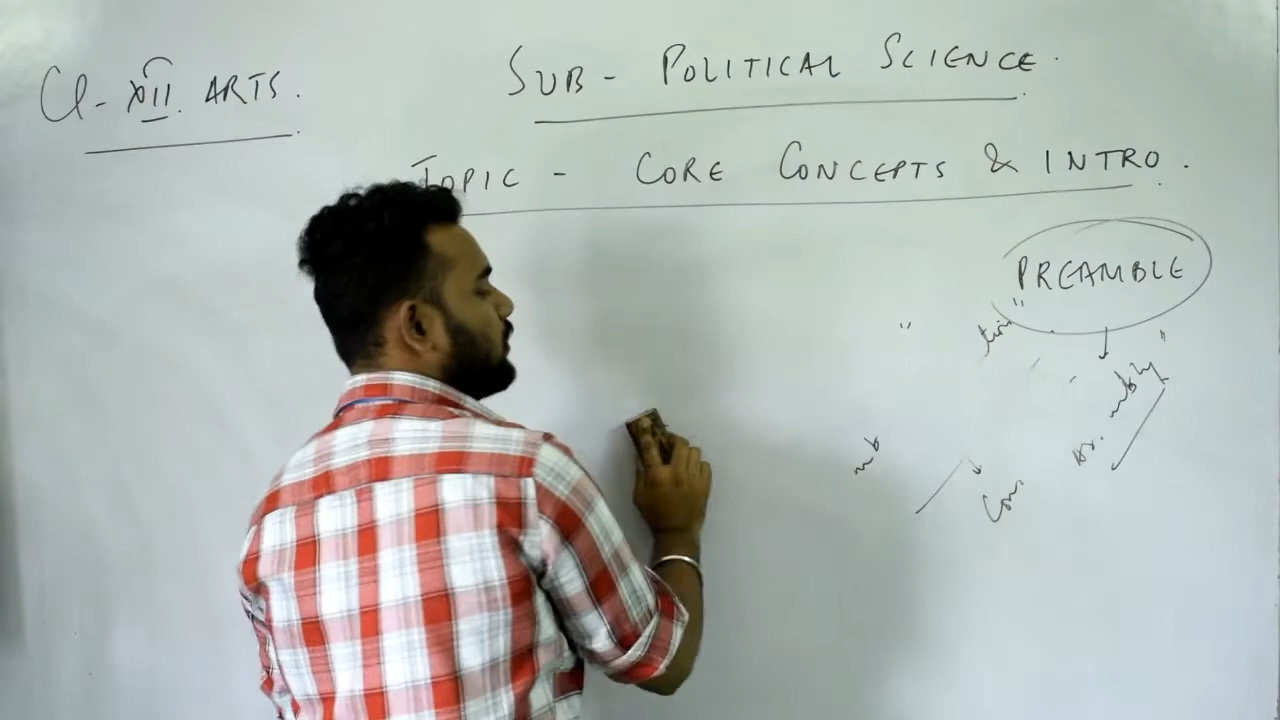 Cl - XII. ARTS.
SUB - POLITICAL SCIENCE.
TOPIC - CORE CONCEPTS & INTRO.
PREAMBLE